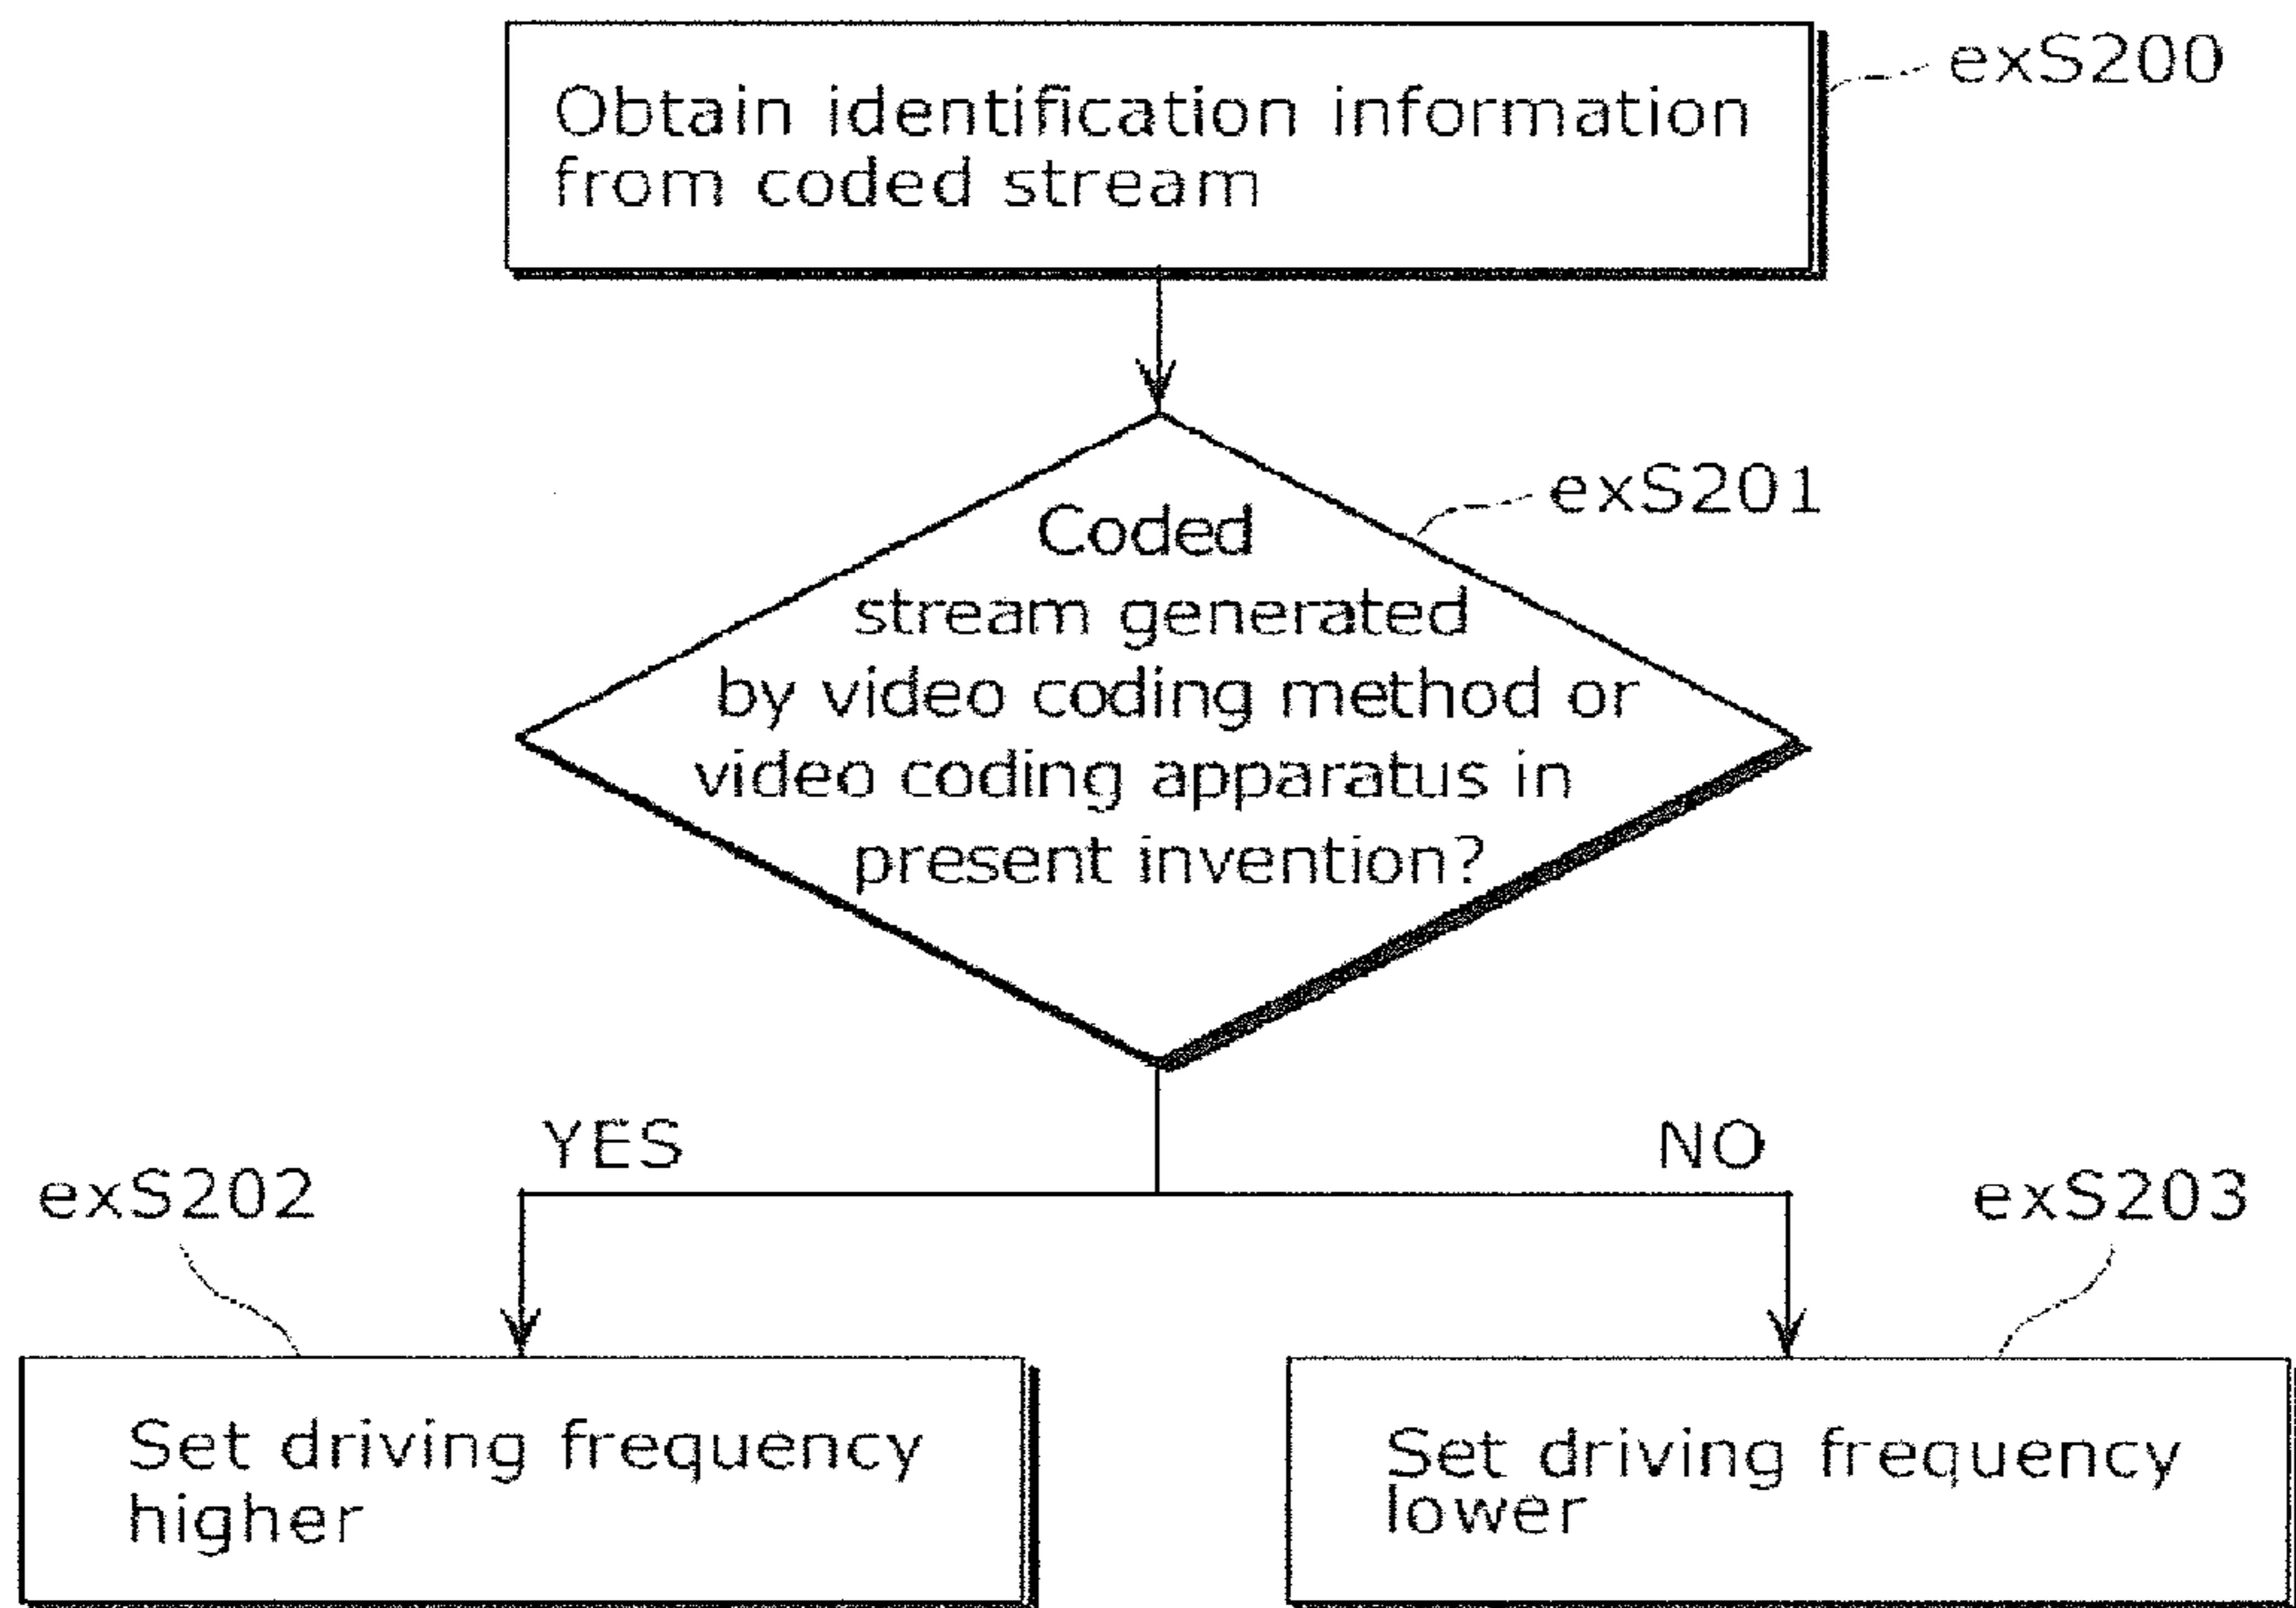 Obtain identification information
from coded stream
exS200
Coded
stream generated
by video coding method or
video coding apparatus in
present invention?
exS201
YES
NO
exS202
exS203
Set driving frequency
higher
Set driving frequency
lower